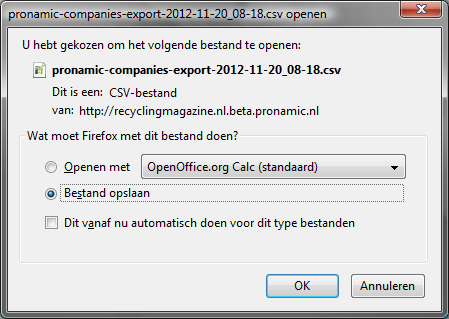 pronamic-companies-export-2012-11-20_08-18.csv openen
U hebt gekozen om het volgende bestand te openen:
pronamic-companies-export-2012-11-20_08-18.csv
Dit is een: CSV-bestand
van: http://recyclingmagazine.nl.beta.pronamic.nl
Wat moet Firefox met dit bestand doen?
Openen met OpenOffice.org Calc (standaard)
Bestand opslaan
Dit vanaf nu automatisch doen voor dit type bestanden
OK Annuleren